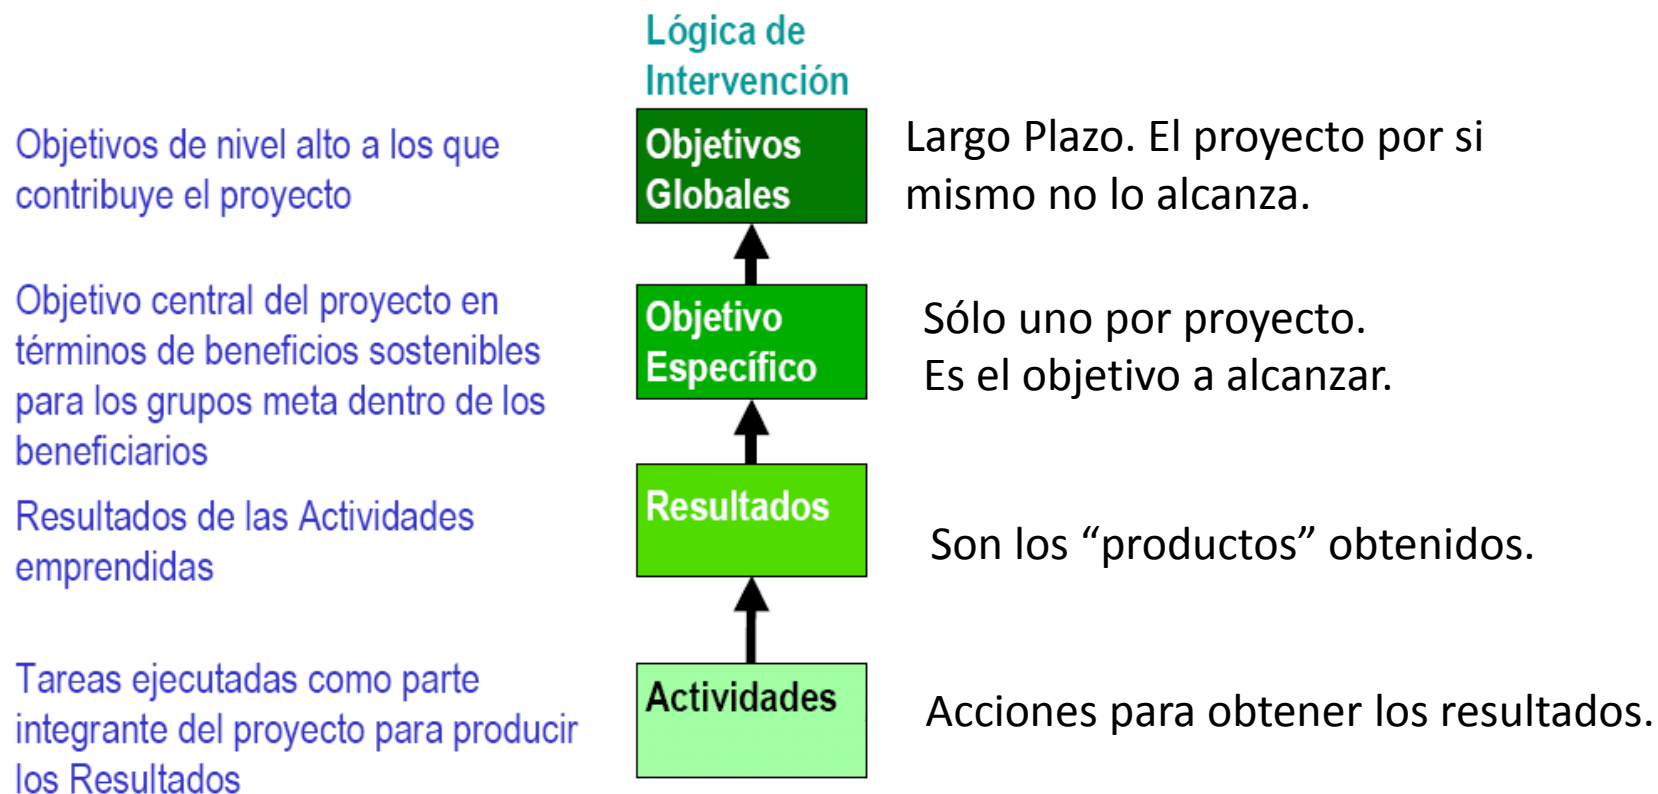 Lógica de
Intervención
Objetivos de nivel alto a los que
contribuye el proyecto
Objetivos
Globales
Largo Plazo. El proyecto por si
mismo no lo alcanza.
Objetivo central del proyecto en
términos de beneficios sostenibles
para los grupos meta dentro de los
beneficiarios
Objetivo
Específico
Sólo uno por proyecto.
Es el objetivo a alcanzar.
Resultados de las Actividades
emprendidas
Resultados
Son los “productos” obtenidos.
Tareas ejecutadas como parte
integrante del proyecto para producir
los Resultados
Actividades
Acciones para obtener los resultados.